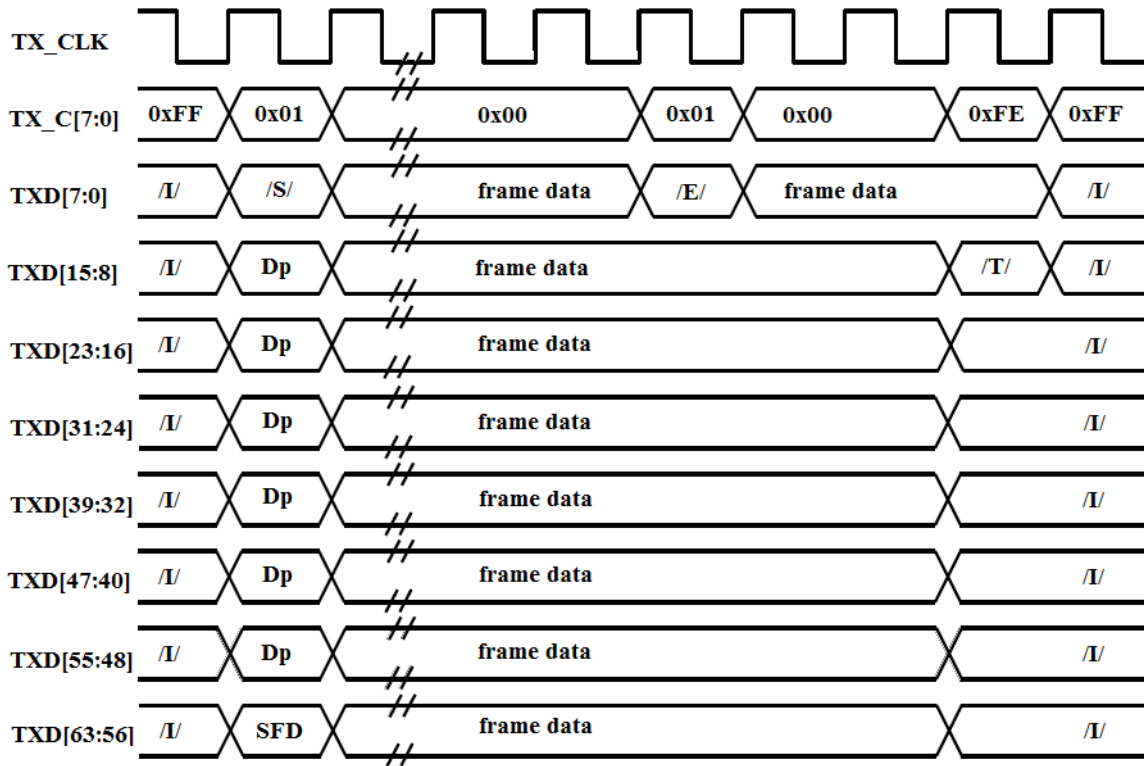 TX_CLK
TX_C[7:0] 0xFF 0x01 0x00 0x01 0x00 0xFE 0xFF
TXD[7:0] /I/ /S/ frame data /E/ frame data /I/
TXD[15:8] /I/ Dp frame data /T/ /I/
TXD[23:16] /I/ Dp frame data /I/
TXD[31:24] /I/ Dp frame data /I/
TXD[39:32] /I/ Dp frame data /I/
TXD[47:40] /I/ Dp frame data /I/
TXD[55:48] /I/ Dp frame data /I/
TXD[63:56] /I/ SFD frame data /I/